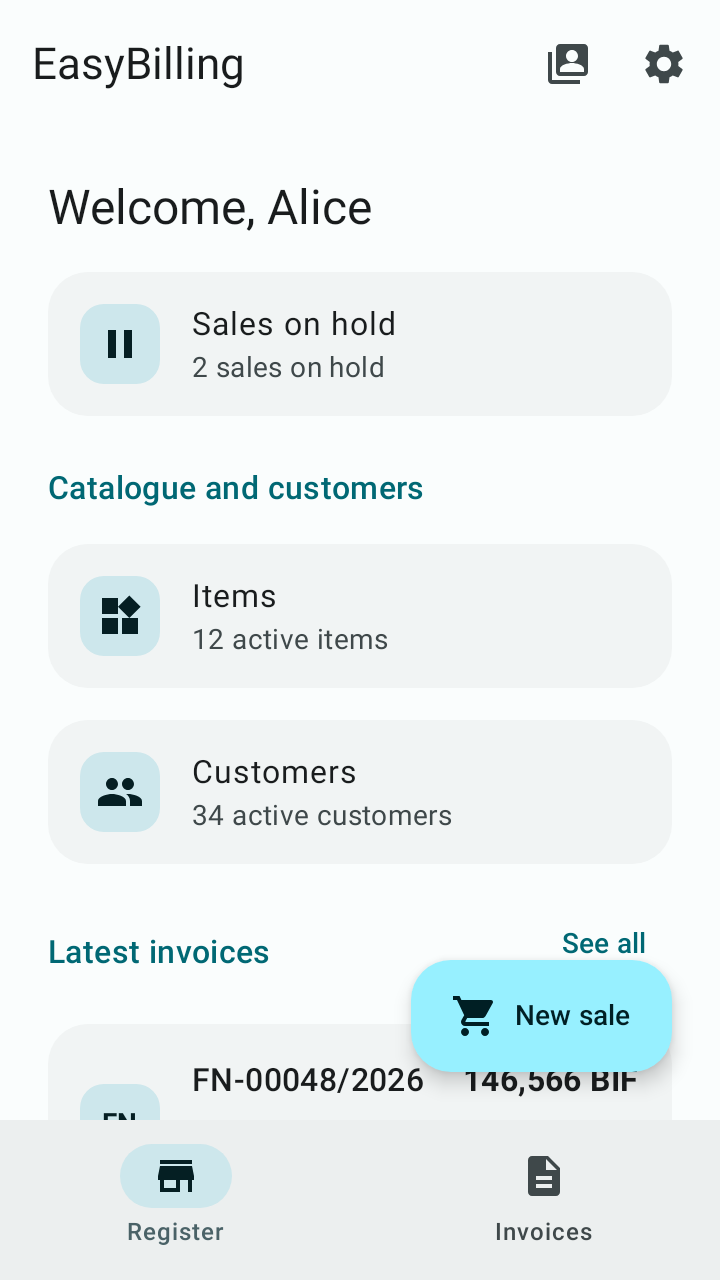 EasyBilling
Welcome, Alice
Sales on hold
2 sales on hold
Catalogue and customers
Items
12 active items
Customers
34 active customers
Latest invoices
See all
New sale
FN-00048/2026
146,566 BIF
FN
Register
Invoices